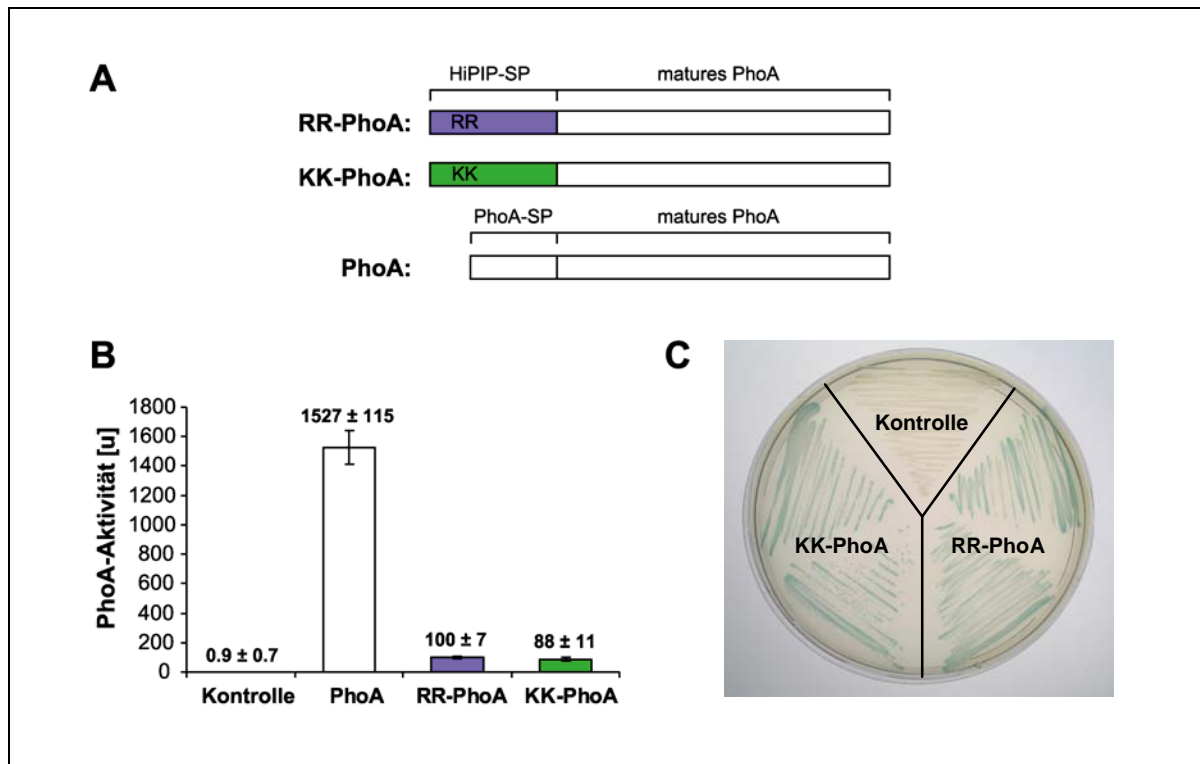 A
HiPIP-SP matures PhoA
RR-PhoA: RR
KK-PhoA: KK
PhoA-SP matures PhoA
PhoA:
B
PhoA-Aktivität [u]
1800
1600
1400
1200
1000
800
600
400
200
0
0.9 ± 0.7
1527 ± 115
100 ± 7
88 ± 11
Kontrolle PhoA RR-PhoA KK-PhoA
C
Kontrolle
KK-PhoA RR-PhoA